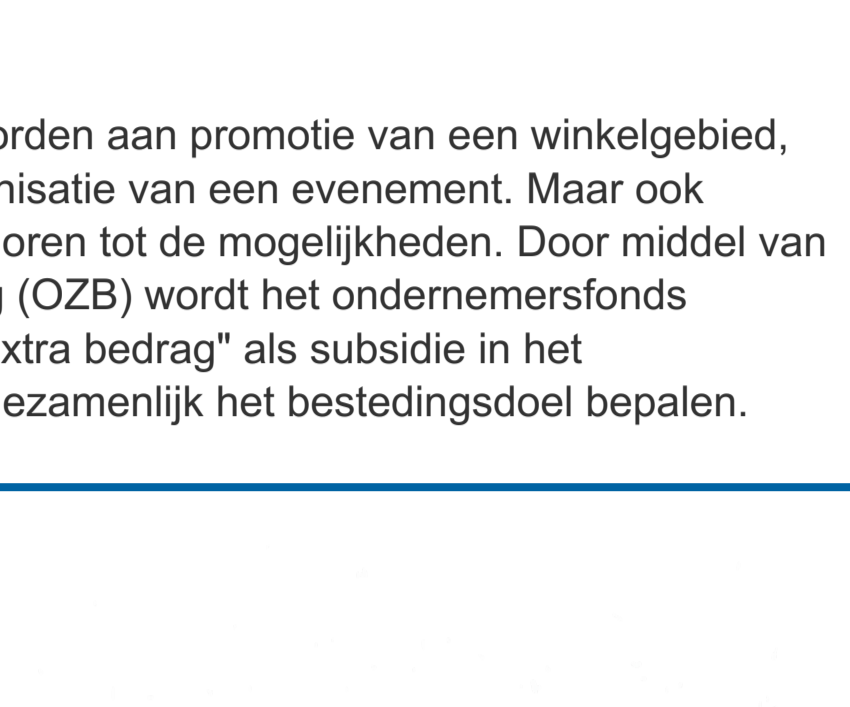 orden aan promotie van een winkelgebied,
nisatie van een evenement. Maar ook
oren tot de mogelijkheden. Door middel van
(OZB) wordt het ondernemersfonds
xtra bedrag" als subsidie in het
ezamenlijk het bestedingsdoel bepalen.